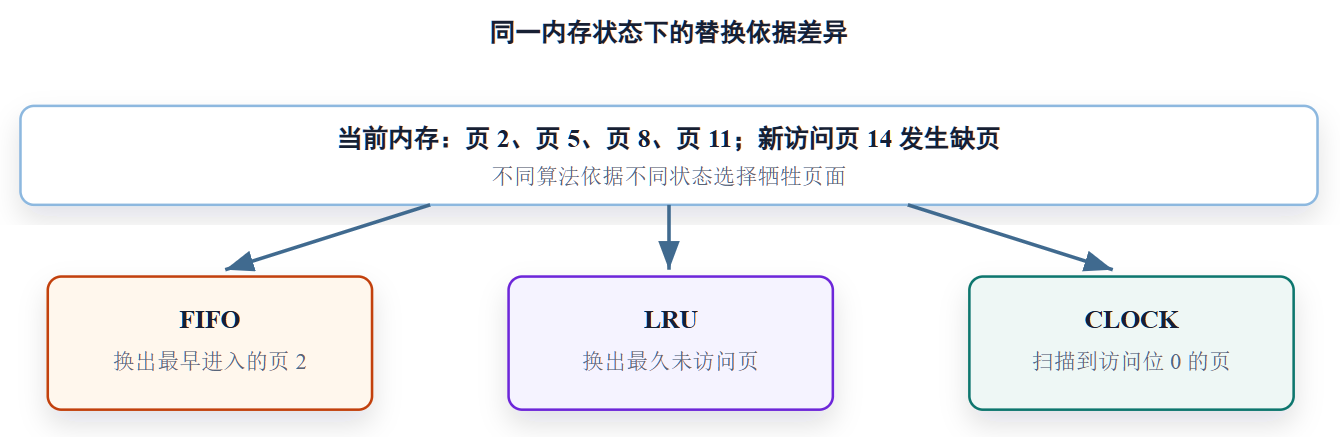 同一内存状态下的替换依据差异
当前内存：页 2、页 5、页 8、页 11；新访问页 14 发生缺页
不同算法依据不同状态选择牺牲页面
FIFO
换出最早进入的页 2
LRU
换出最久未访问页
CLOCK
扫描到访问位 0 的页